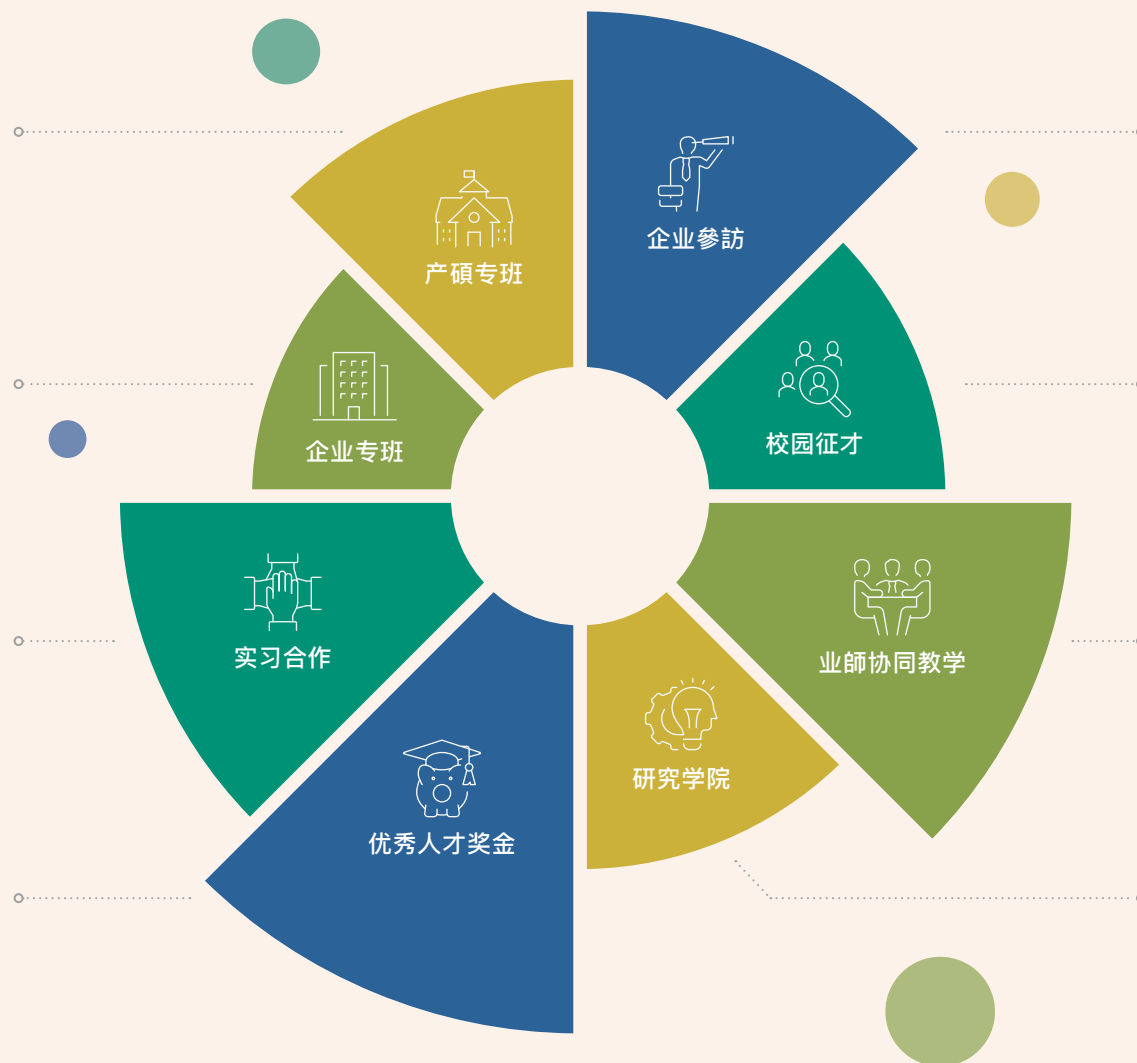 企业參訪
产碩专班
校园征才
企业专班
实习合作
业師协同教学
研究学院
优秀人才奖金